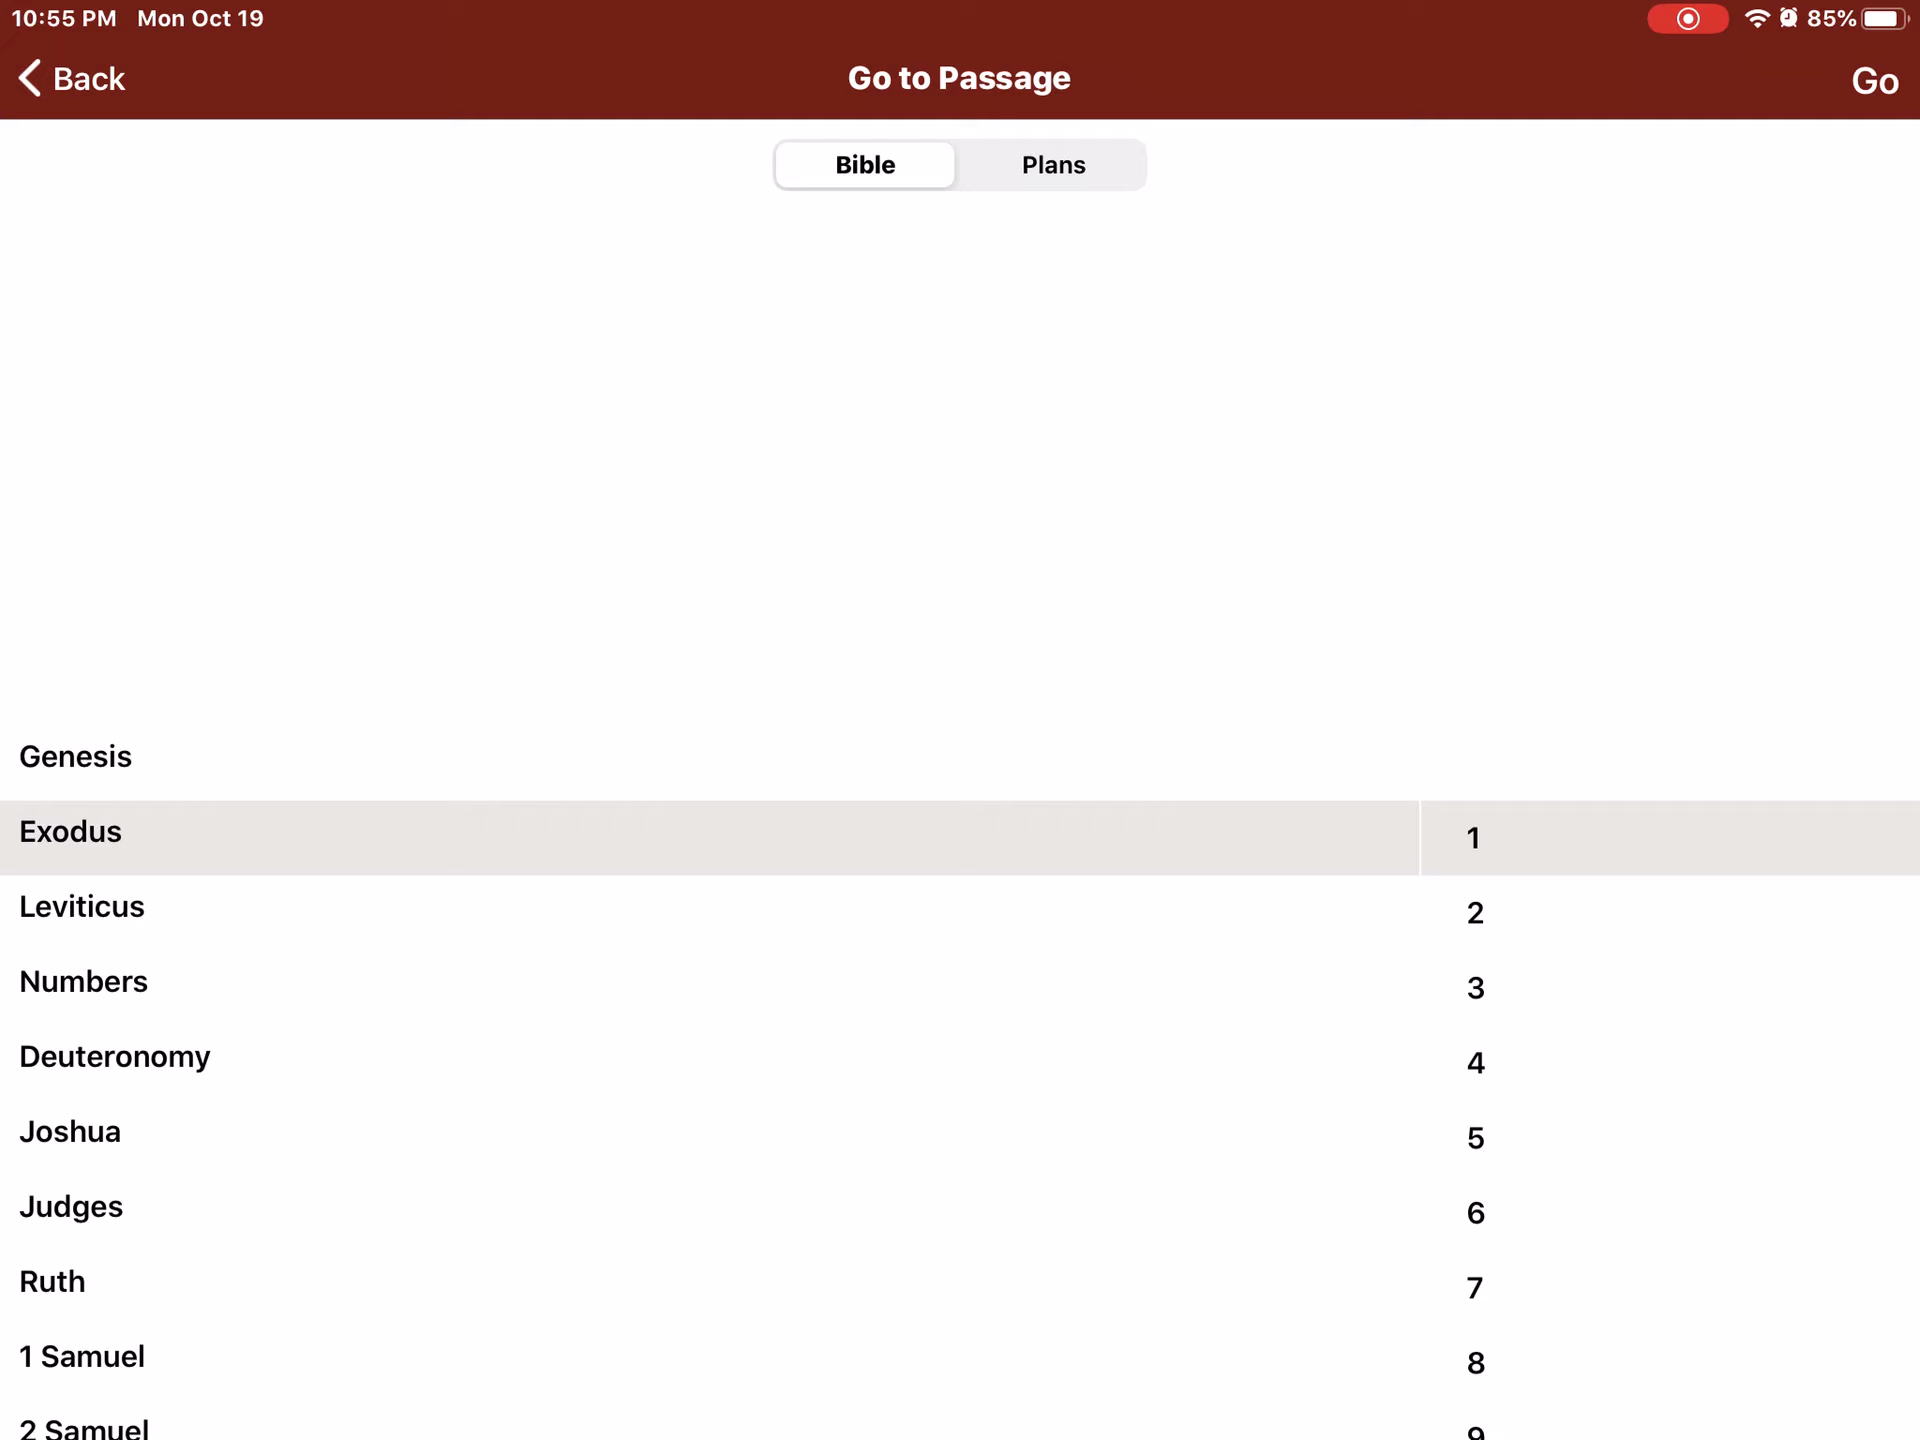 10:55 PM Mon Oct 19 85%
Back Go to Passage Go
Bible Plans
Genesis
Exodus 1
Leviticus 2
Numbers 3
Deuteronomy 4
Joshua 5
Judges 6
Ruth 7
1 Samuel 8
2 Samuel 9